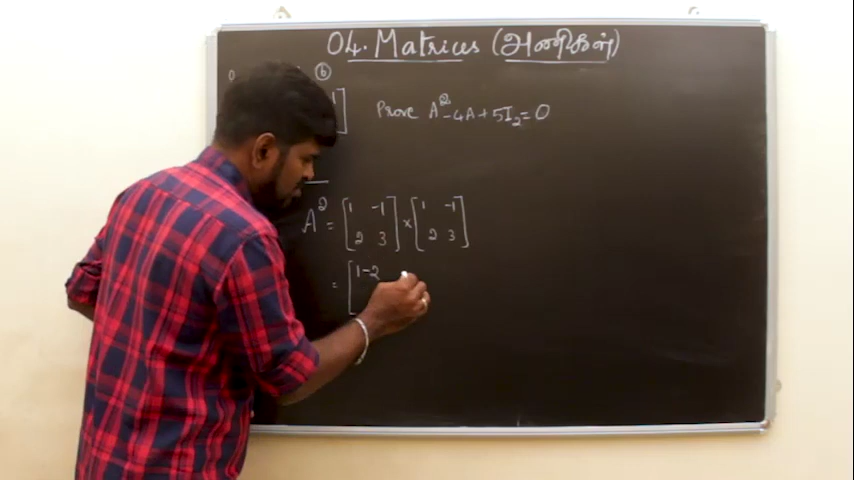 04. Matrices (அணிகள்)
6
Prove A² - 4A + 5I₂ = 0
A² = [1 -1
2 3] × [1 -1
2 3]
= [1-2